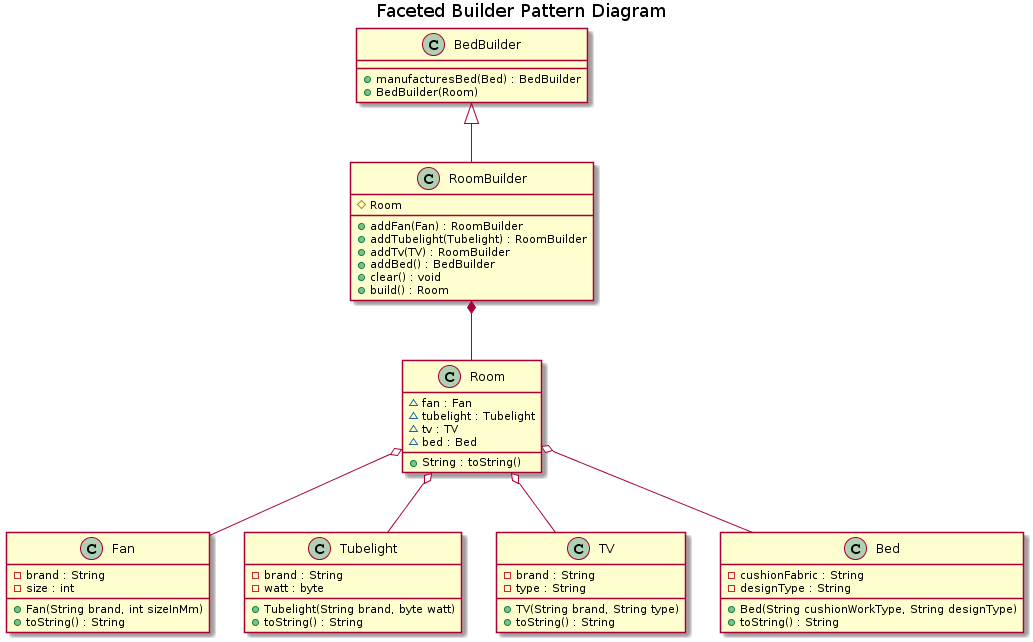 Faceted Builder Pattern Diagram
C BedBuilder
manufacturesBed(Bed) : BedBuilder
BedBuilder(Room)
C RoomBuilder
Room
addFan(Fan) : RoomBuilder
addTubelight(Tubelight) : RoomBuilder
addTv(TV) : RoomBuilder
addBed() : BedBuilder
clear() : void
build() : Room
C Room
fan : Fan
tubelight : Tubelight
tv : TV
bed : Bed
String : toString()
C Fan
brand : String
size : int
Fan(String brand, int sizeInMm)
toString() : String
C Tubelight
brand : String
watt : byte
Tubelight(String brand, byte watt)
toString() : String
C TV
brand : String
type : String
TV(String brand, String type)
toString() : String
C Bed
cushionFabric : String
designType : String
Bed(String cushionWorkType, String designType)
toString() : String